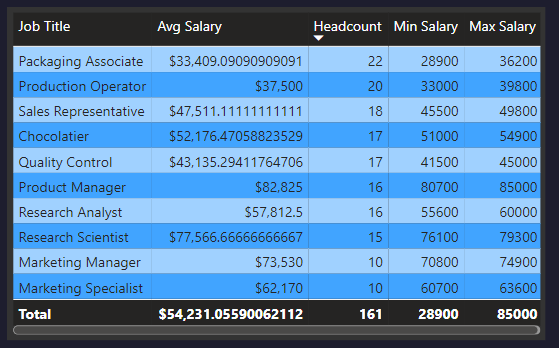 Job Title Avg Salary Headcount Min Salary Max Salary
Packaging Associate $33,409.09090909091 22 28900 36200
Production Operator $37,500 20 33000 39800
Sales Representative $47,511.11111111111 18 45500 49800
Chocolatier $52,176.47058823529 17 51000 54900
Quality Control $43,135.29411764706 17 41500 45000
Product Manager $82,825 16 80700 85000
Research Analyst $57,812.5 16 55600 60000
Research Scientist $77,566.66666666667 15 76100 79300
Marketing Manager $73,530 10 70800 74900
Marketing Specialist $62,170 10 60700 63600
Total $54,231.05590062112 161 28900 85000